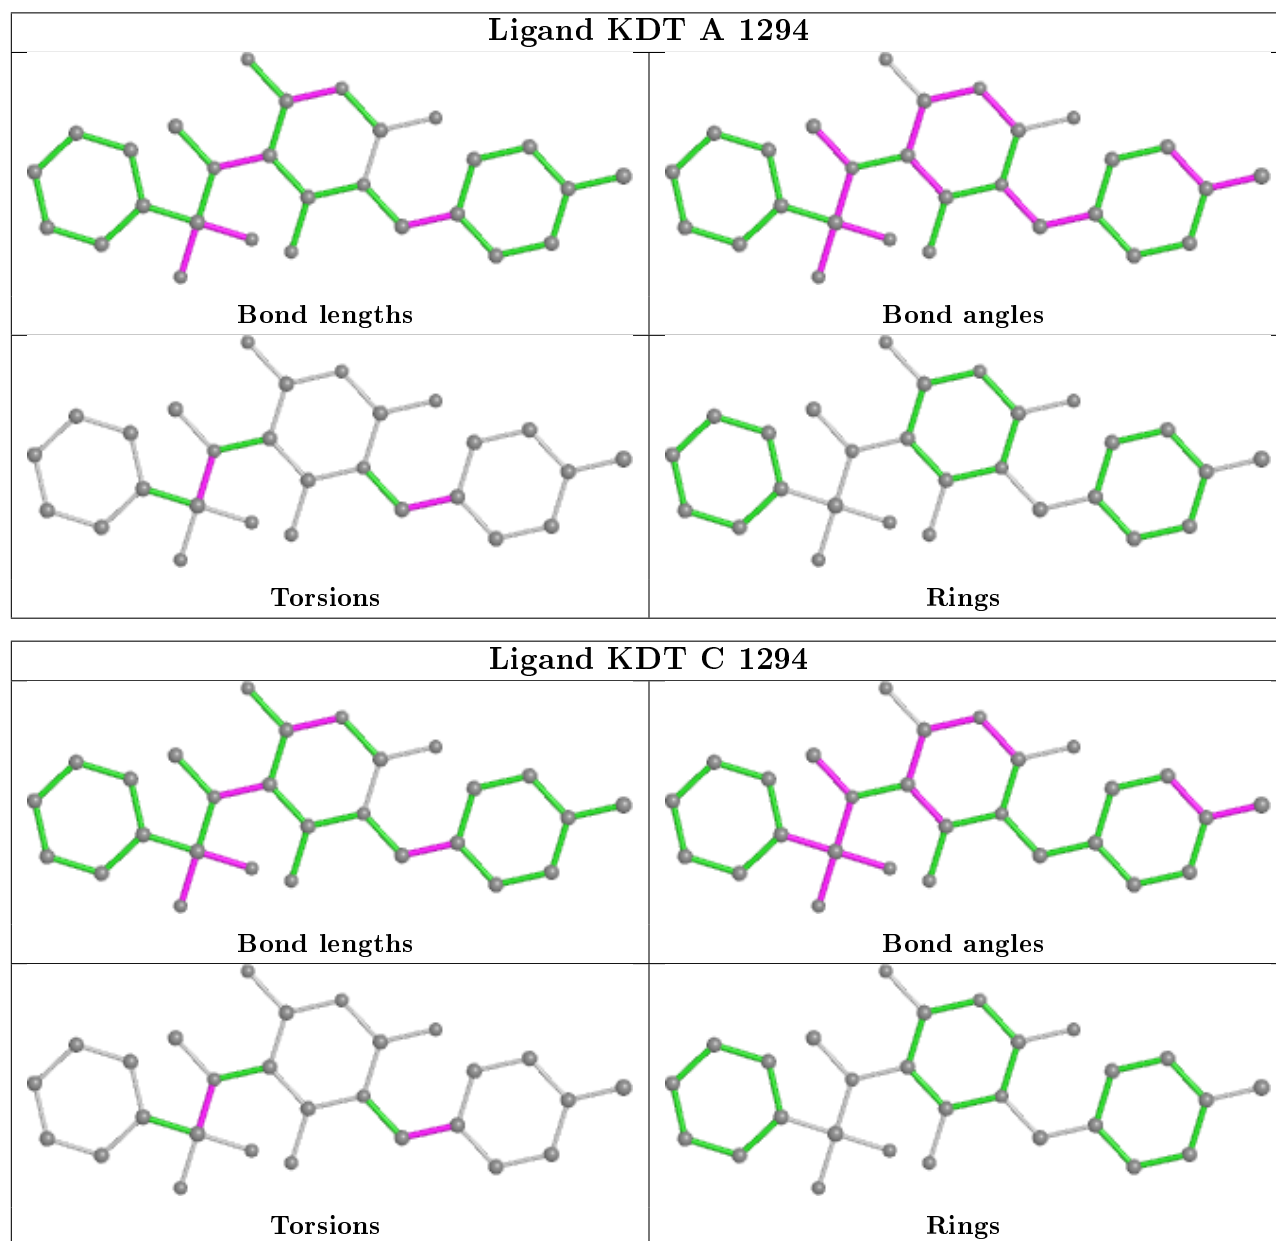 Ligand KDT A 1294
Bond lengths
Bond angles
Torsions
Rings
Ligand KDT C 1294
Bond lengths
Bond angles
Torsions
Rings